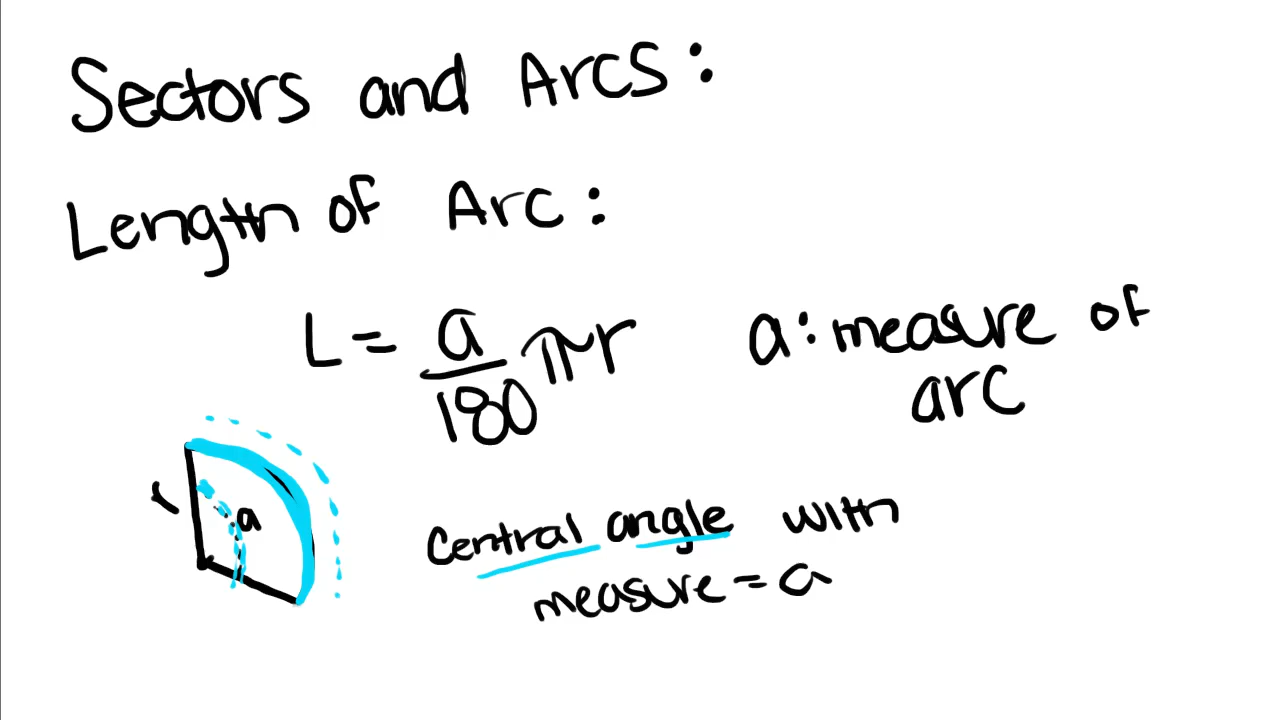 Sectors and Arcs:
Length of Arc:
L = a/180 πr
a: measure of
arc
r
a
Central angle with
measure = a